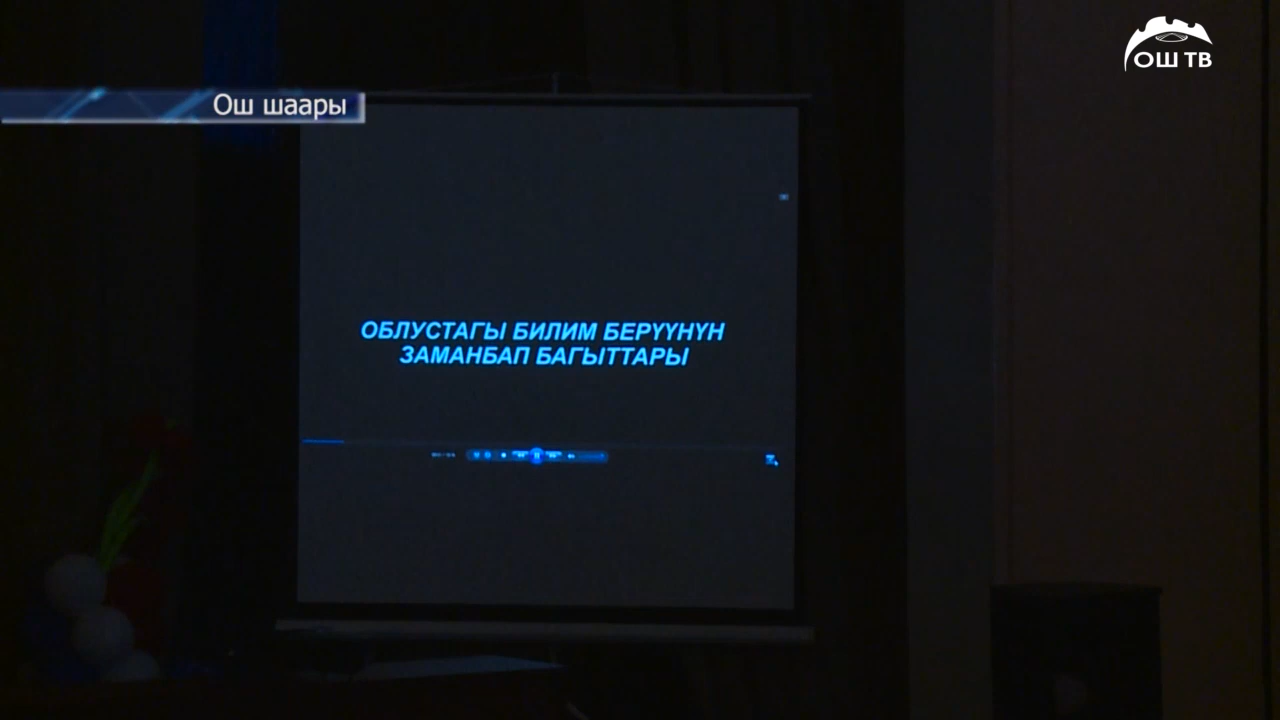 ОШ ТВ
Ош шаары
ОБЛУСТАГЫ БИЛИМ БЕРҮҮНҮН
ЗАМАНБАП БАГЫТТАРЫ